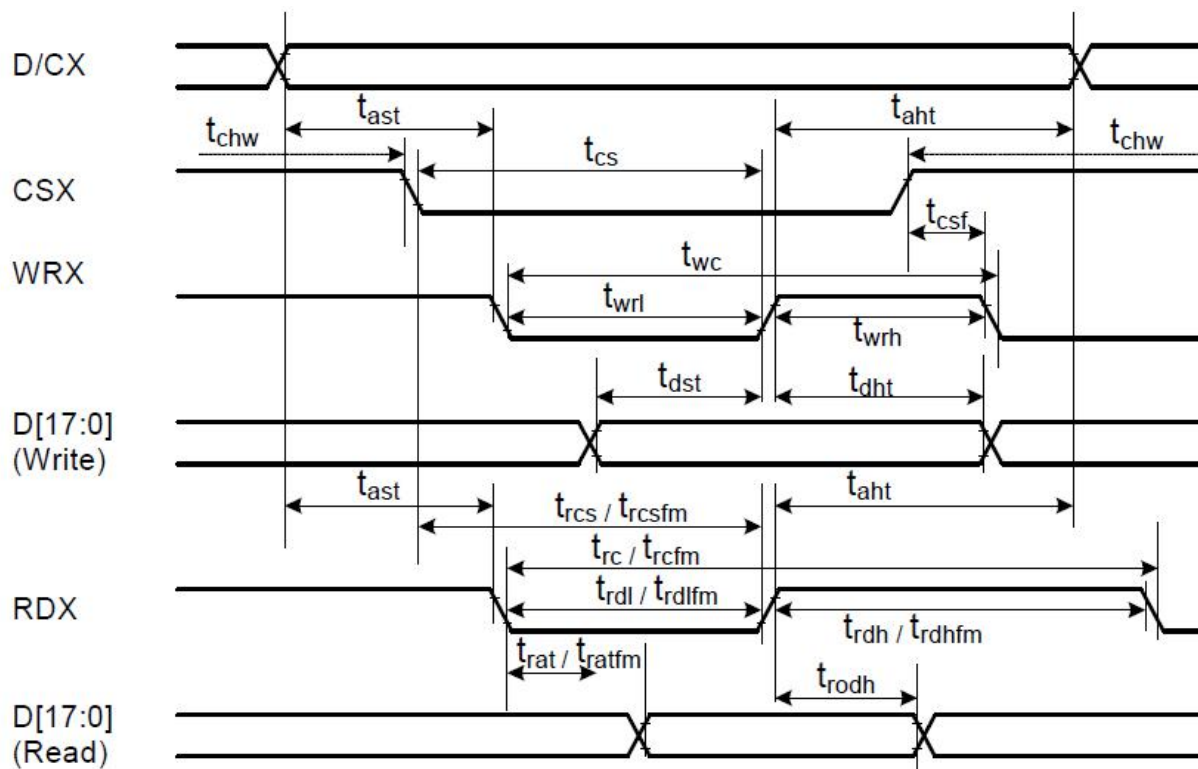 D/CX
t_ast
t_aht
t_chw
t_cs
t_chw
CSX
t_csf
WRX
t_wc
t_wrl
t_wrh
t_dst
t_dht
D[17:0]
(Write)
t_ast
t_aht
t_rcs / t_rcsfm
t_rc / t_rcfm
RDX
t_rdl / t_rdlfm
t_rdh / t_rdhfm
t_rat / t_ratfm
t_rodh
D[17:0]
(Read)